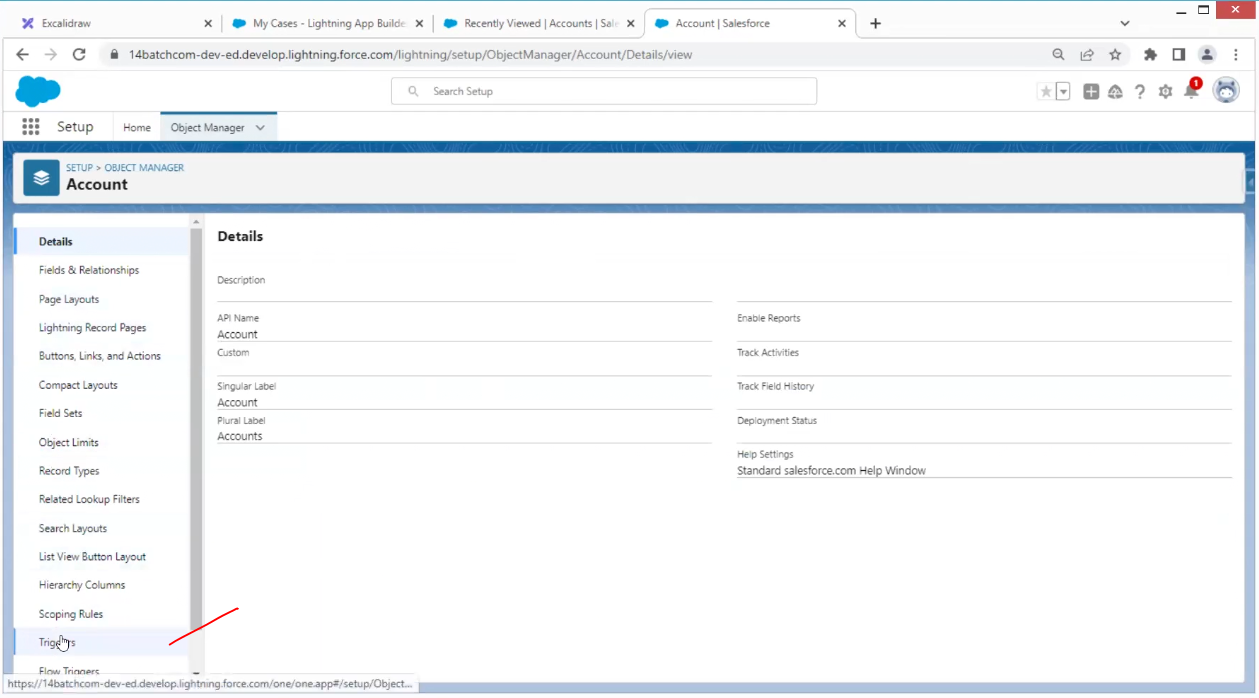 Excalidraw
My Cases - Lightning App Builde
Recently Viewed | Accounts | Sale
Account | Salesforce
14batchcom-dev-ed.develop.lightning.force.com/lightning/setup/ObjectManager/Account/Details/view
Search Setup
1
Setup
Home
Object Manager
SETUP > OBJECT MANAGER
Account
Details
Fields & Relationships
Page Layouts
Lightning Record Pages
Buttons, Links, and Actions
Compact Layouts
Field Sets
Object Limits
Record Types
Related Lookup Filters
Search Layouts
List View Button Layout
Hierarchy Columns
Scoping Rules
Triggers
Flow Triggers
Details
Description
API Name
Account
Custom
Singular Label
Account
Plural Label
Accounts
Enable Reports
Track Activities
Track Field History
Deployment Status
Help Settings
Standard salesforce.com Help Window
https://14batchcom-dev-ed.develop.lightning.force.com/one/one.app#/setup/Object...